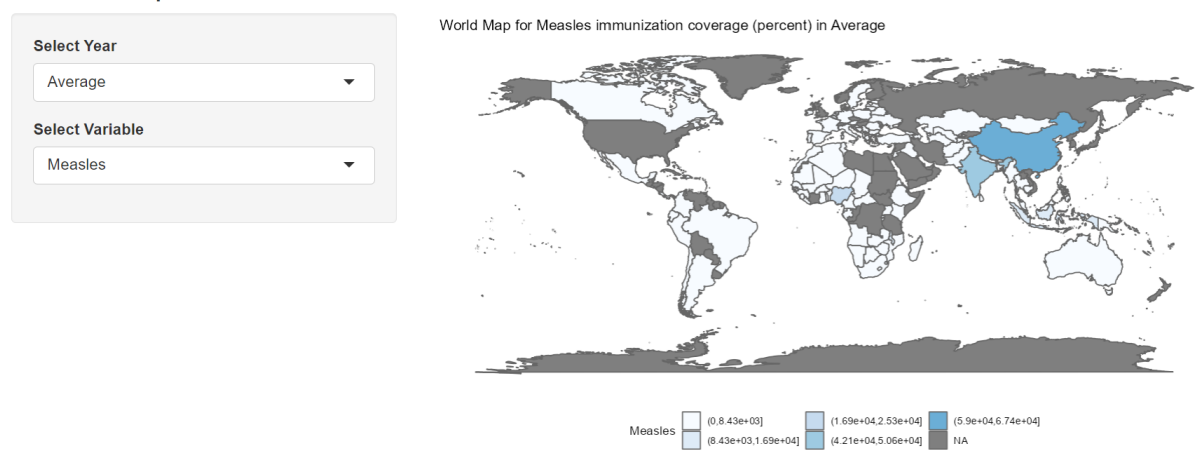 Select Year
Average
Select Variable
Measles
World Map for Measles immunization coverage (percent) in Average
Measles
(0,8.43e+03]
(1.69e+04,2.53e+04]
(5.9e+04,6.74e+04]
(8.43e+03,1.69e+04]
(4.21e+04,5.06e+04]
NA